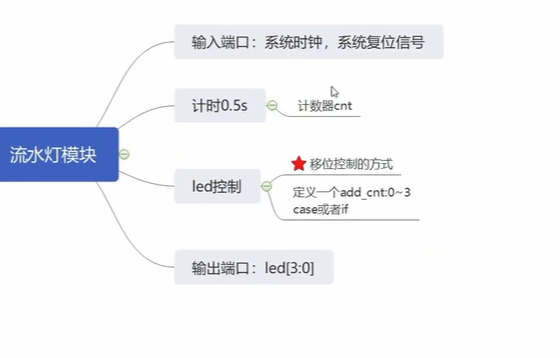 输入端口：系统时钟，系统复位信号
计时0.5s
计数器cnt
流水灯模块
led控制
移位控制的方式
定义一个add_cnt:0~3
case或者if
输出端口：led[3:0]